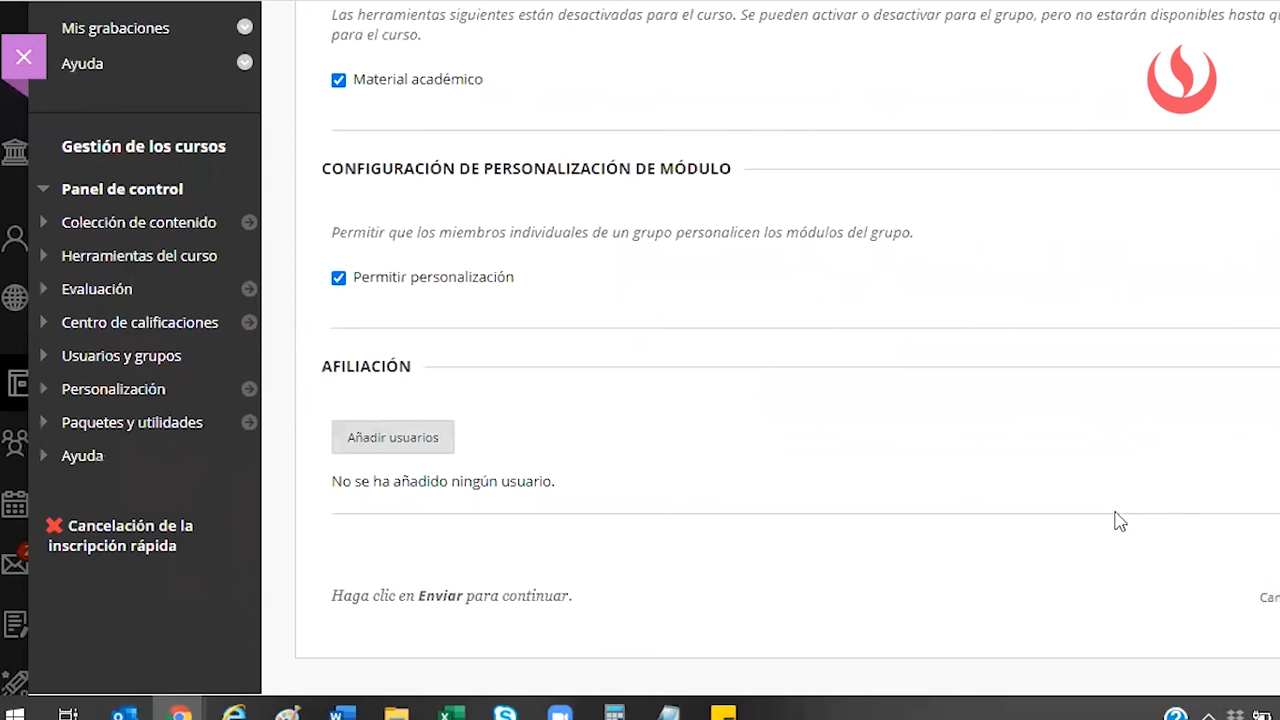 Mis grabaciones
Ayuda
Gestión de los cursos
Panel de control
Colección de contenido
Herramientas del curso
Evaluación
Centro de calificaciones
Usuarios y grupos
Personalización
Paquetes y utilidades
Ayuda
Cancelación de la
inscripción rápida
Las herramientas siguientes están desactivadas para el curso. Se pueden activar o desactivar para el grupo, pero no estarán disponibles hasta
para el curso.
Material académico
CONFIGURACIÓN DE PERSONALIZACIÓN DE MÓDULO
Permitir que los miembros individuales de un grupo personalicen los módulos del grupo.
Permitir personalización
AFILIACIÓN
Añadir usuarios
No se ha añadido ningún usuario.
Haga clic en Enviar para continuar.